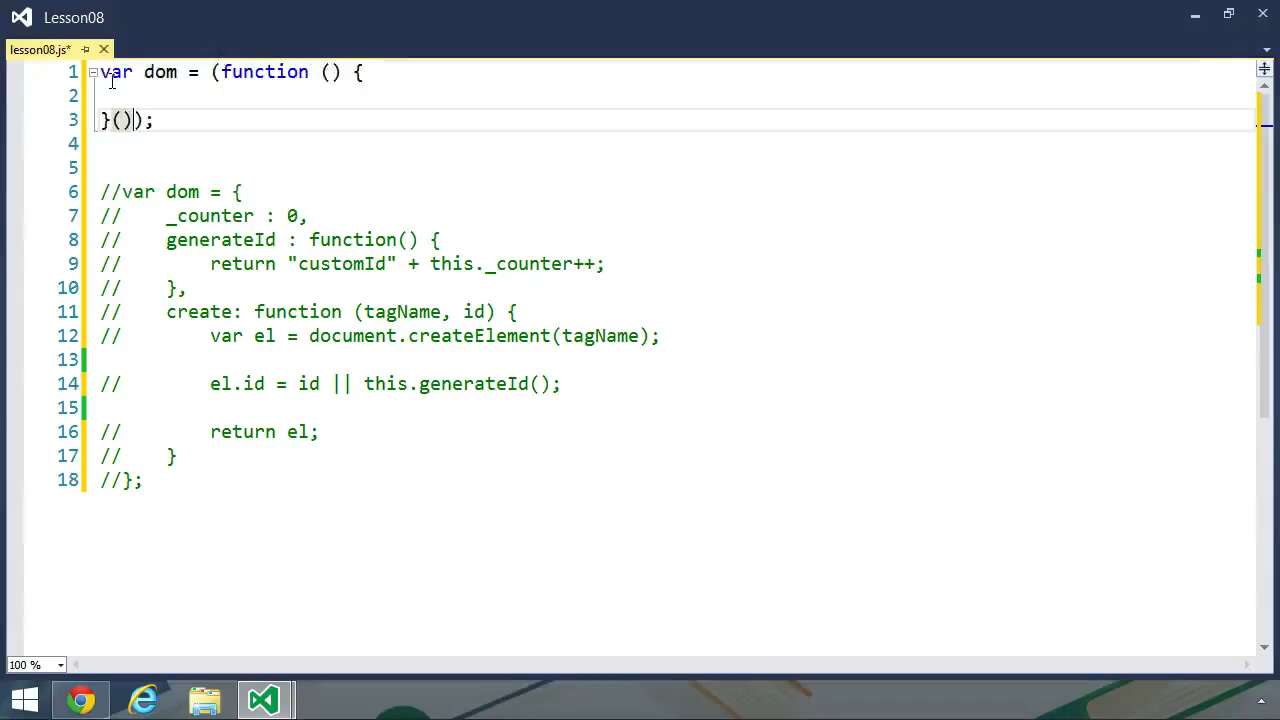 Lesson08
lesson08.js*
1 var dom = (function () {
2
3 }());
4
5
6 //var dom = {
7 //    _counter : 0,
8 //    generateId : function() {
9 //        return "customId" + this._counter++;
10 //    },
11 //    create: function (tagName, id) {
12 //        var el = document.createElement(tagName);
13
14 //        el.id = id || this.generateId();
15
16 //        return el;
17 //    }
18 //};
100 %